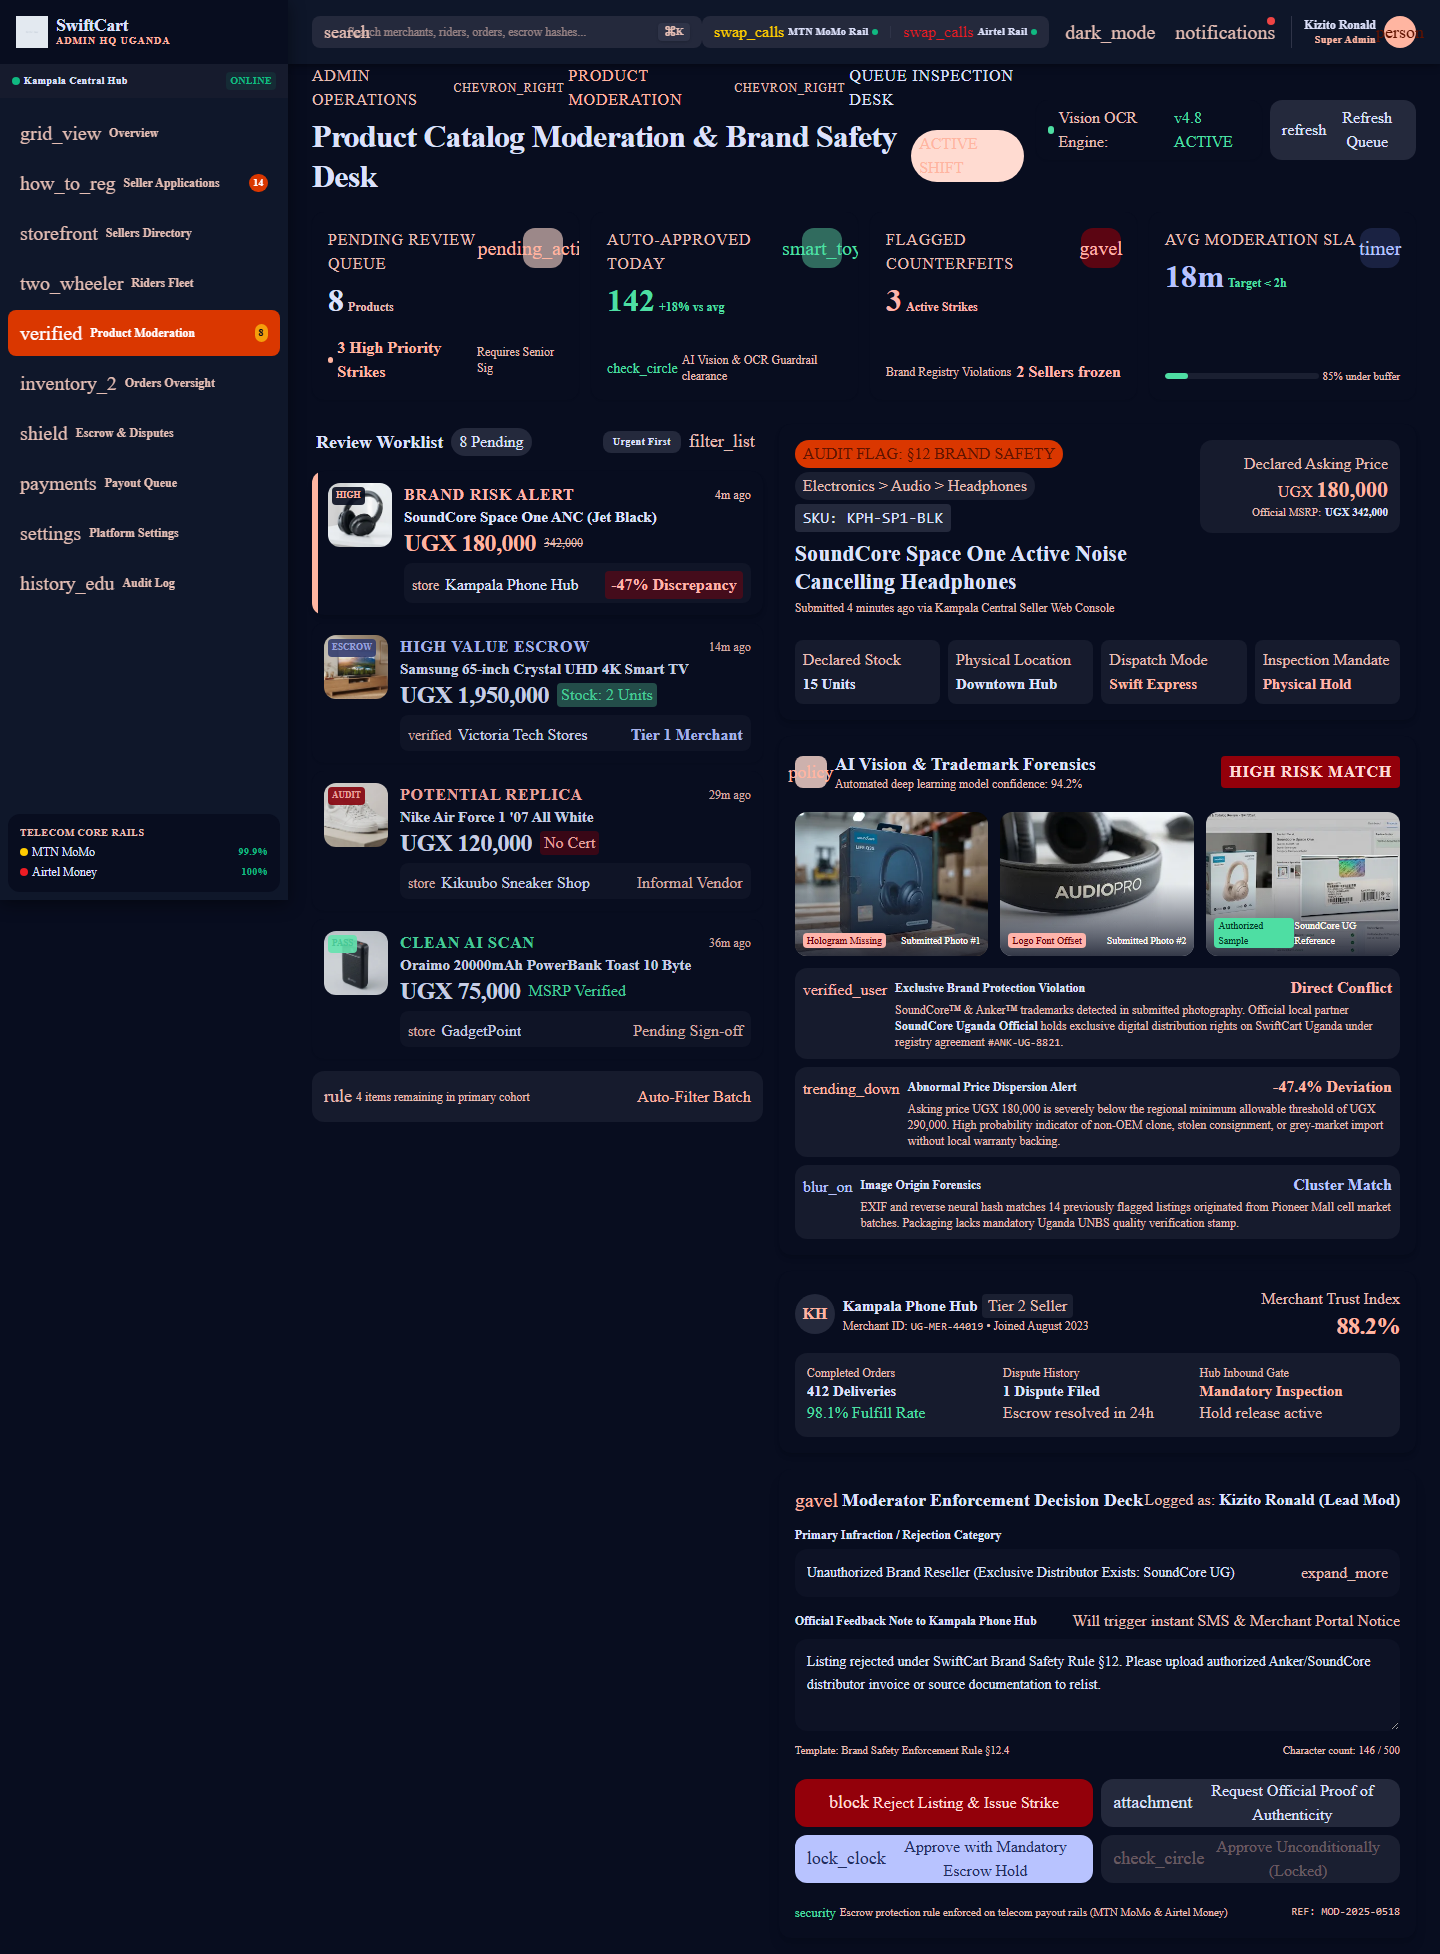 SwiftCart
ADMIN HQ UGANDA
Kampala Central Hub
ONLINE
grid_view Overview
how_to_reg Seller Applications 14
storefront Sellers Directory
two_wheeler Riders Fleet
verified Product Moderation 8
inventory_2 Orders Oversight
shield Escrow & Disputes
payments Payout Queue
settings Platform Settings
history_edu Audit Log
TELECOM CORE RAILS
MTN MoMo 99.9%
Airtel Money 100%
search merchants, riders, orders, escrow hashes... ⌘K
swap_calls MTN MoMo Rail
swap_calls Airtel Rail
dark_mode
notifications
Kizito Ronald
Super Admin
person
ADMIN OPERATIONS
CHEVRON_RIGHT
PRODUCT MODERATION
CHEVRON_RIGHT
QUEUE INSPECTION DESK
Product Catalog Moderation & Brand Safety
Desk
ACTIVE SHIFT
Vision OCR Engine:
v4.8 ACTIVE
refresh
Refresh Queue
PENDING REVIEW QUEUE
pending_acti
8 Products
3 High Priority Strikes
Requires Senior Sig
AUTO-APPROVED TODAY
smart_toy
142 +18% vs avg
check_circle
AI Vision & OCR Guardrail clearance
FLAGGED COUNTERFEITS
gavel
3 Active Strikes
Brand Registry Violations 2 Sellers frozen
AVG MODERATION SLA
timer
18m Target < 2h
85% under buffer
Review Worklist 8 Pending
Urgent First filter_list
HIGH
BRAND RISK ALERT 4m ago
SoundCore Space One ANC (Jet Black)
UGX 180,000 342,000
store Kampala Phone Hub -47% Discrepancy
ESCROW
HIGH VALUE ESCROW 14m ago
Samsung 65-inch Crystal UHD 4K Smart TV
UGX 1,950,000 Stock: 2 Units
verified Victoria Tech Stores Tier 1 Merchant
AUDIT
POTENTIAL REPLICA 29m ago
Nike Air Force 1 '07 All White
UGX 120,000 No Cert
store Kikuubo Sneaker Shop Informal Vendor
PASS
CLEAN AI SCAN 36m ago
Oraimo 20000mAh PowerBank Toast 10 Byte
UGX 75,000 MSRP Verified
store GadgetPoint Pending Sign-off
rule 4 items remaining in primary cohort Auto-Filter Batch
AUDIT FLAG: §12 BRAND SAFETY
Electronics > Audio > Headphones
SKU: KPH-SP1-BLK
SoundCore Space One Active Noise
Cancelling Headphones
Submitted 4 minutes ago via Kampala Central Seller Web Console
Declared Asking Price
UGX 180,000
Official MSRP: UGX 342,000
Declared Stock
15 Units
Physical Location
Downtown Hub
Dispatch Mode
Swift Express
Inspection Mandate
Physical Hold
policy
AI Vision & Trademark Forensics
Automated deep learning model confidence: 94.2%
HIGH RISK MATCH
Hologram Missing Submitted Photo #1
AUDIOPRO
Logo Font Offset Submitted Photo #2
Authorized Sample
SoundCore UG Reference
verified_user Exclusive Brand Protection Violation Direct Conflict
SoundCore™ & Anker™ trademarks detected in submitted photography. Official local partner
SoundCore Uganda Official holds exclusive digital distribution rights on SwiftCart Uganda under
registry agreement #ANK-UG-8821.
trending_down Abnormal Price Dispersion Alert -47.4% Deviation
Asking price UGX 180,000 is severely below the regional minimum allowable threshold of UGX
290,000. High probability indicator of non-OEM clone, stolen consignment, or grey-market import
without local warranty backing.
blur_on Image Origin Forensics Cluster Match
EXIF and reverse neural hash matches 14 previously flagged listings originated from Pioneer Mall cell market
batches. Packaging lacks mandatory Uganda UNBS quality verification stamp.
KH
Kampala Phone Hub Tier 2 Seller
Merchant ID: UG-MER-44019 • Joined August 2023
Merchant Trust Index
88.2%
Completed Orders
412 Deliveries
98.1% Fulfill Rate
Dispute History
1 Dispute Filed
Escrow resolved in 24h
Hub Inbound Gate
Mandatory Inspection
Hold release active
gavel Moderator Enforcement Decision Deck Logged as: Kizito Ronald (Lead Mod)
Primary Infraction / Rejection Category
Unauthorized Brand Reseller (Exclusive Distributor Exists: SoundCore UG) expand_more
Official Feedback Note to Kampala Phone Hub Will trigger instant SMS & Merchant Portal Notice
Listing rejected under SwiftCart Brand Safety Rule §12. Please upload authorized Anker/SoundCore
distributor invoice or source documentation to relist.
Template: Brand Safety Enforcement Rule §12.4 Character count: 146 / 500
block Reject Listing & Issue Strike
attachment Request Official Proof of Authenticity
lock_clock Approve with Mandatory Escrow Hold
check_circle Approve Unconditionally (Locked)
security Escrow protection rule enforced on telecom payout rails (MTN MoMo & Airtel Money) REF: MOD-2025-0518